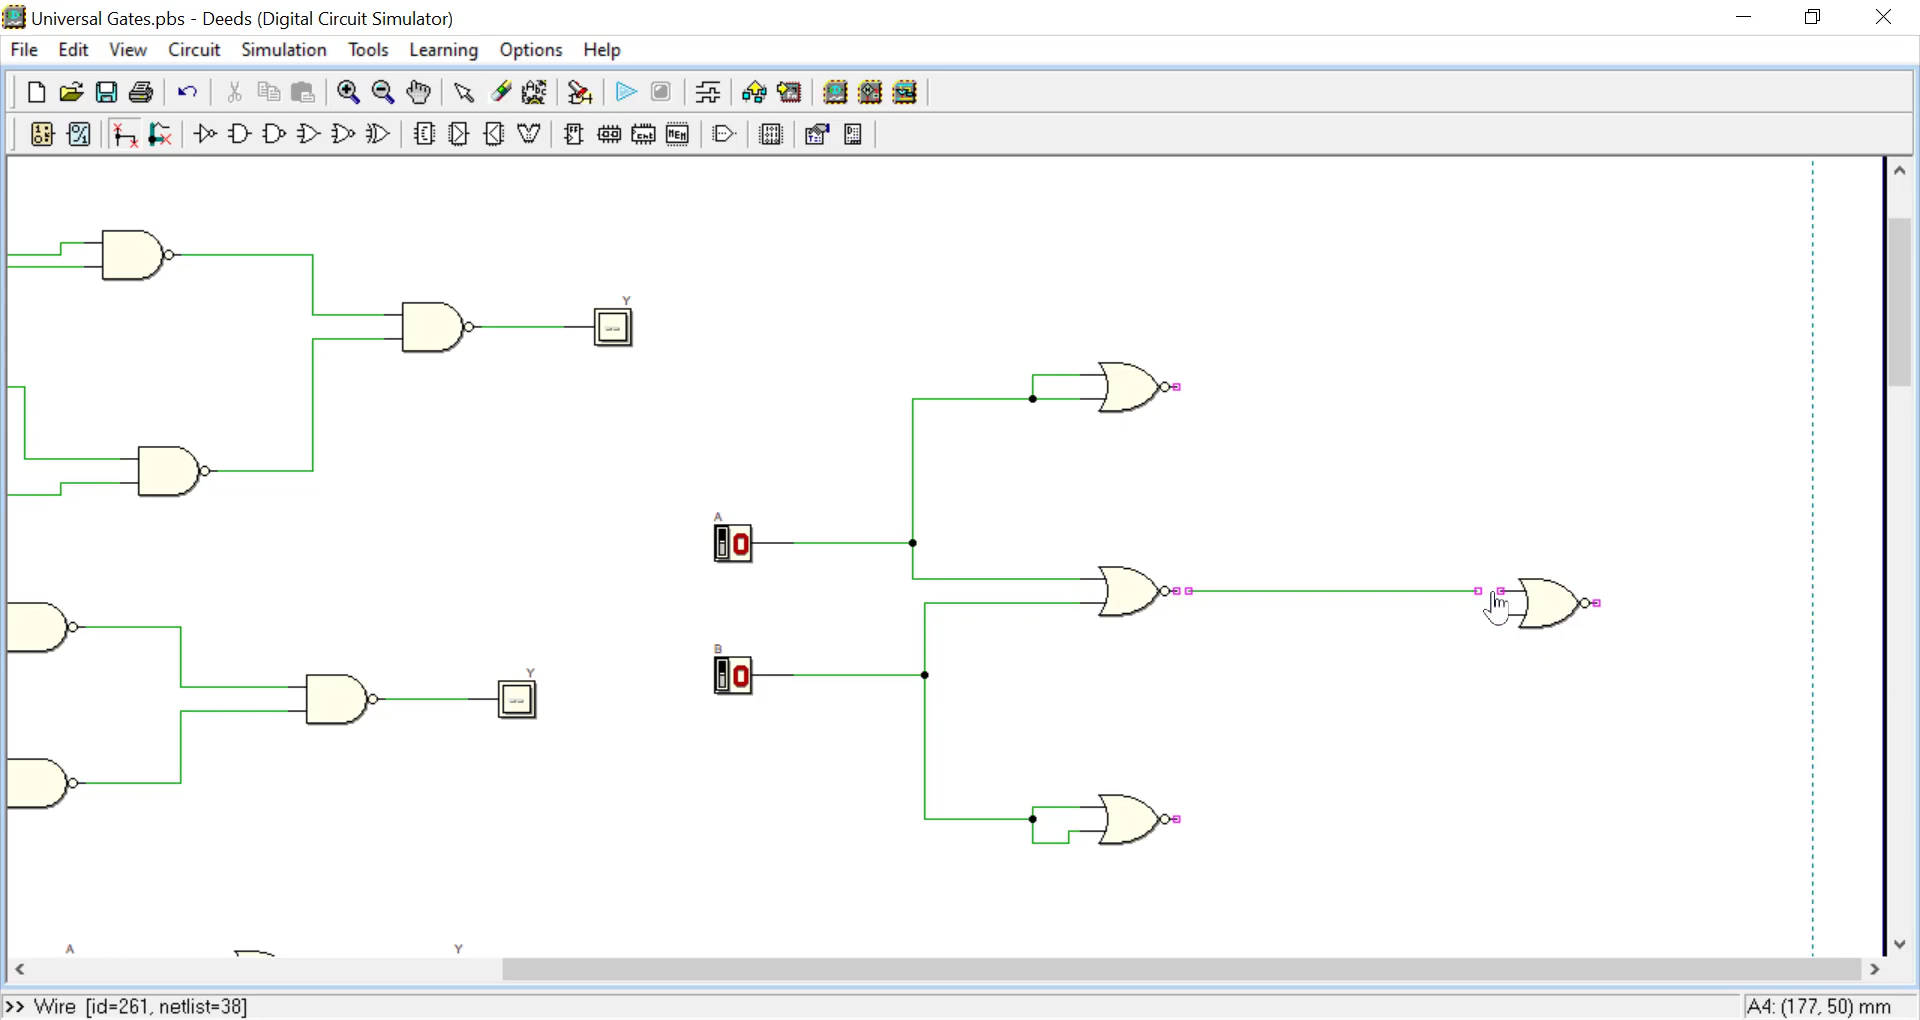 Universal Gates.pbs - Deeds (Digital Circuit Simulator)
File Edit View Circuit Simulation Tools Learning Options Help
Y
A
0
B
0
Y
A
Y
>> Wire [id=261, netlist=38]
A4: (177, 50) mm